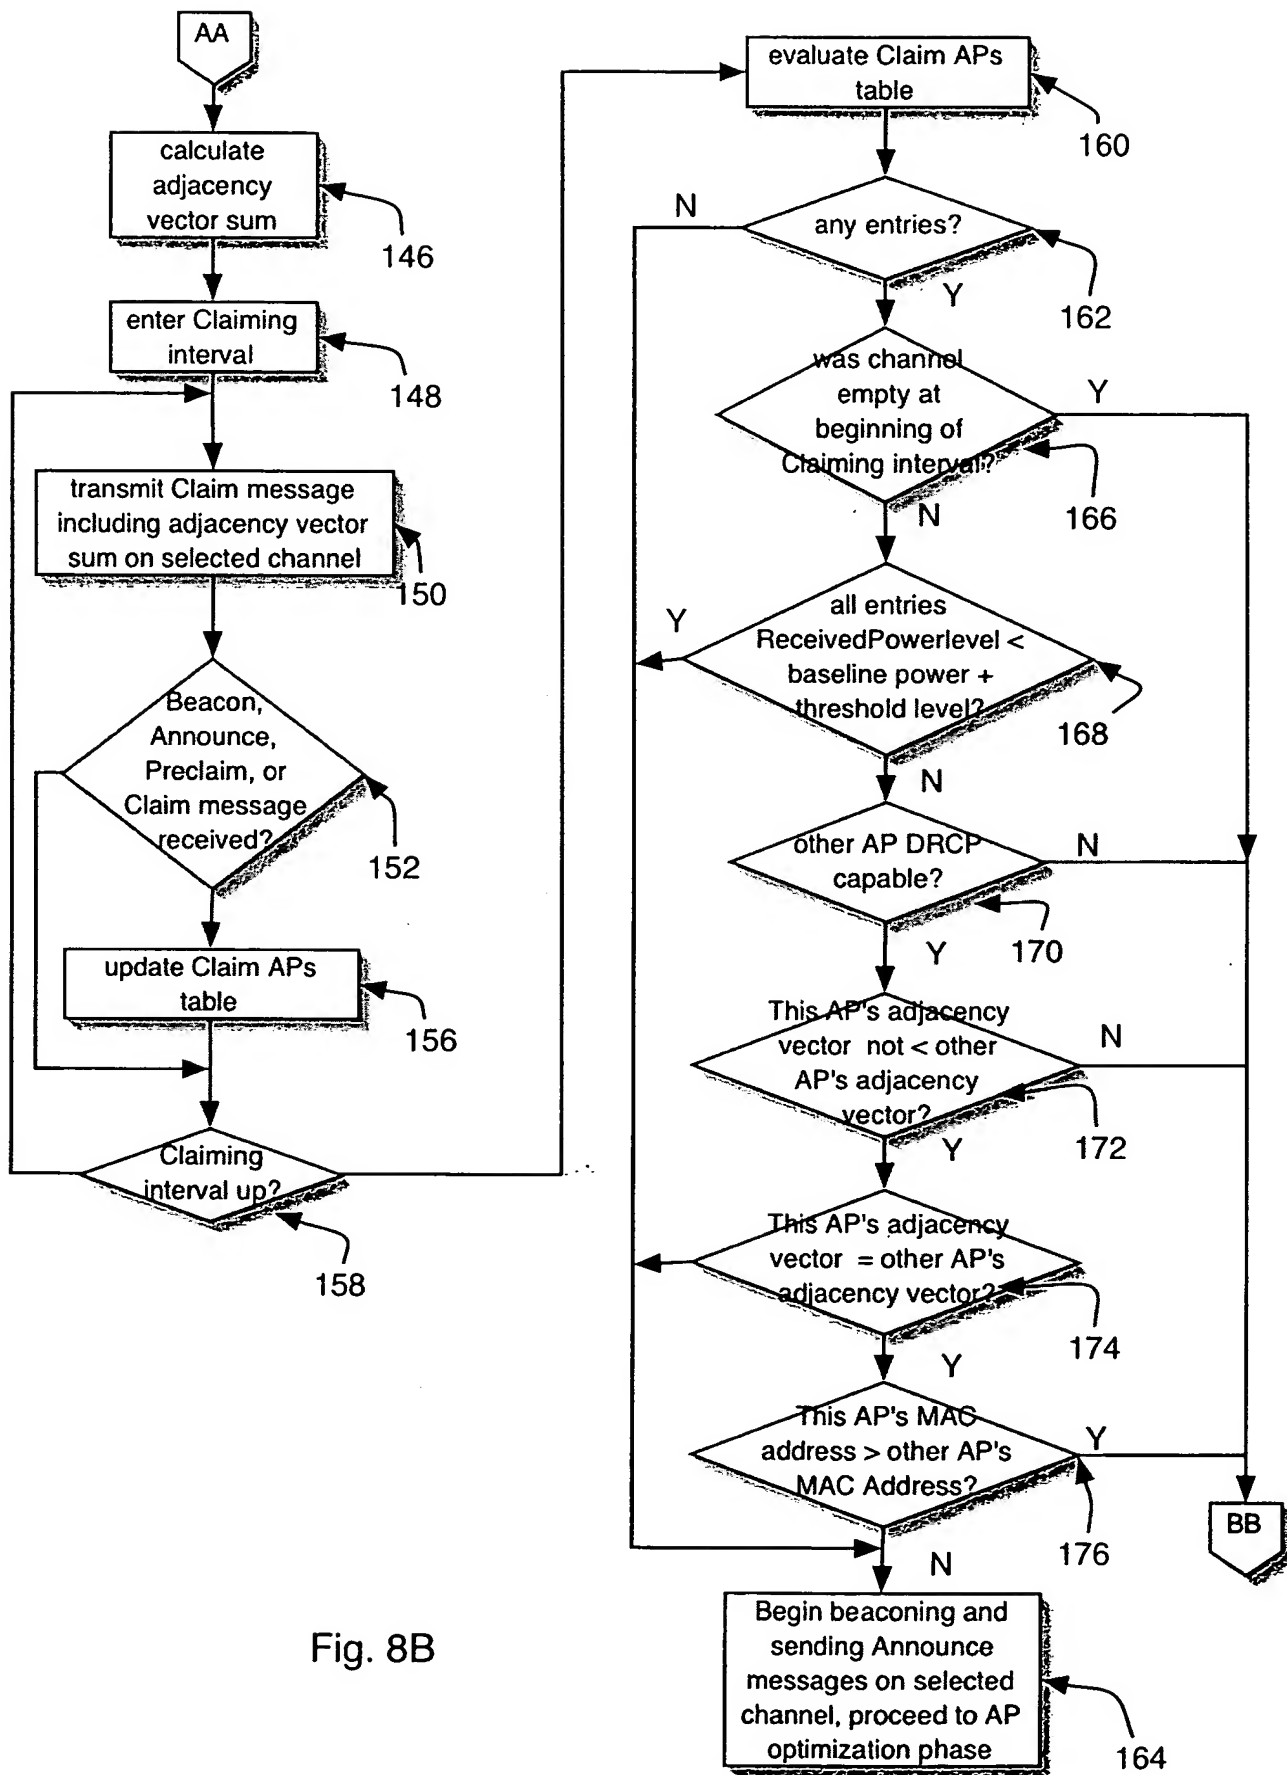 AA
calculate
adjacency
vector sum
146
enter Claiming
interval
148
transmit Claim message
including adjacency vector
sum on selected channel
150
Beacon,
Announce,
Preclaim, or
Claim message
received?
152
update Claim APs
table
156
Claiming
interval up?
158
evaluate Claim APs
table
160
any entries?
N
Y
162
was channel
empty at
beginning of
Claiming interval?
Y
N
166
all entries
ReceivedPowerlevel <
baseline power +
threshold level?
Y
N
168
other AP DRCP
capable?
N
Y
170
This AP's adjacency
vector not < other
AP's adjacency
vector?
N
Y
172
This AP's adjacency
vector = other AP's
adjacency vector?
Y
174
This AP's MAC
address > other AP's
MAC Address?
Y
N
176
BB
Begin beaconing and
sending Announce
messages on selected
channel, proceed to AP
optimization phase
164
Fig. 8B